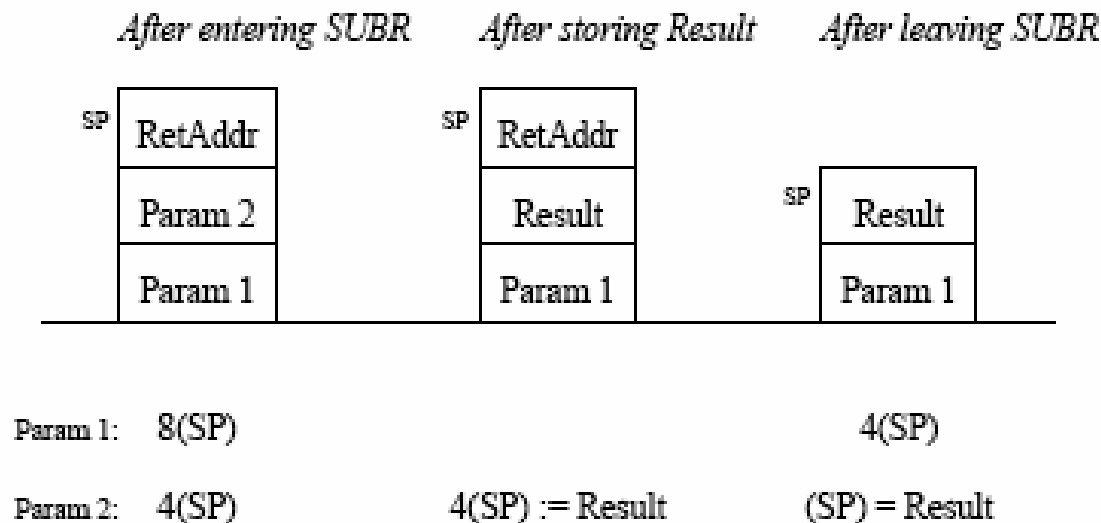 After entering SUBR After storing Result After leaving SUBR
SP RetAddr SP RetAddr
Param 2 Result SP Result
Param 1 Param 1 Param 1
Param 1: 8(SP) 4(SP)
Param 2: 4(SP) 4(SP) := Result (SP) = Result